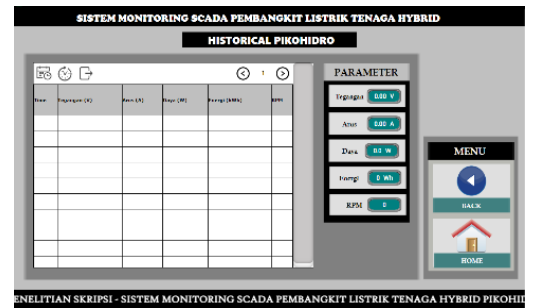 SISTEM MONITORING SCADA PEMBANGKIT LISTRIK TENAGA HYBRID
HISTORICAL PIKOHIDRO
1
Time Tegangan (V) Arus (A) Daya (W) Energi (kWh) RPM
PARAMETER
Tegangan 0.00 V
Arus 0.00 A
Daya 0.0 W
Energi 0 Wh
RPM 0
MENU
BACK
HOME
ENELITIAN SKRIPSI - SISTEM MONITORING SCADA PEMBANGKIT LISTRIK TENAGA HYBRID PIKOHID